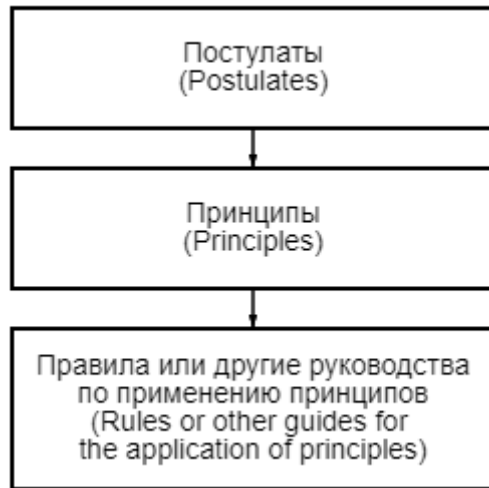 Постулаты
(Postulates)
Принципы
(Principles)
Правила или другие руководства
по применению принципов
(Rules or other guides for
the application of principles)